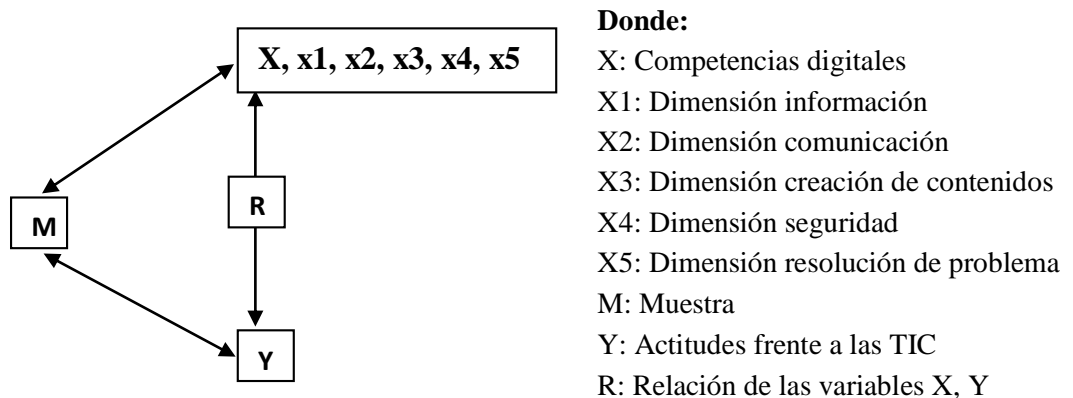 X, x1, x2, x3, x4, x5
M
R
Y
Donde:
X: Competencias digitales
X1: Dimensión información
X2: Dimensión comunicación
X3: Dimensión creación de contenidos
X4: Dimensión seguridad
X5: Dimensión resolución de problema
M: Muestra
Y: Actitudes frente a las TIC
R: Relación de las variables X, Y